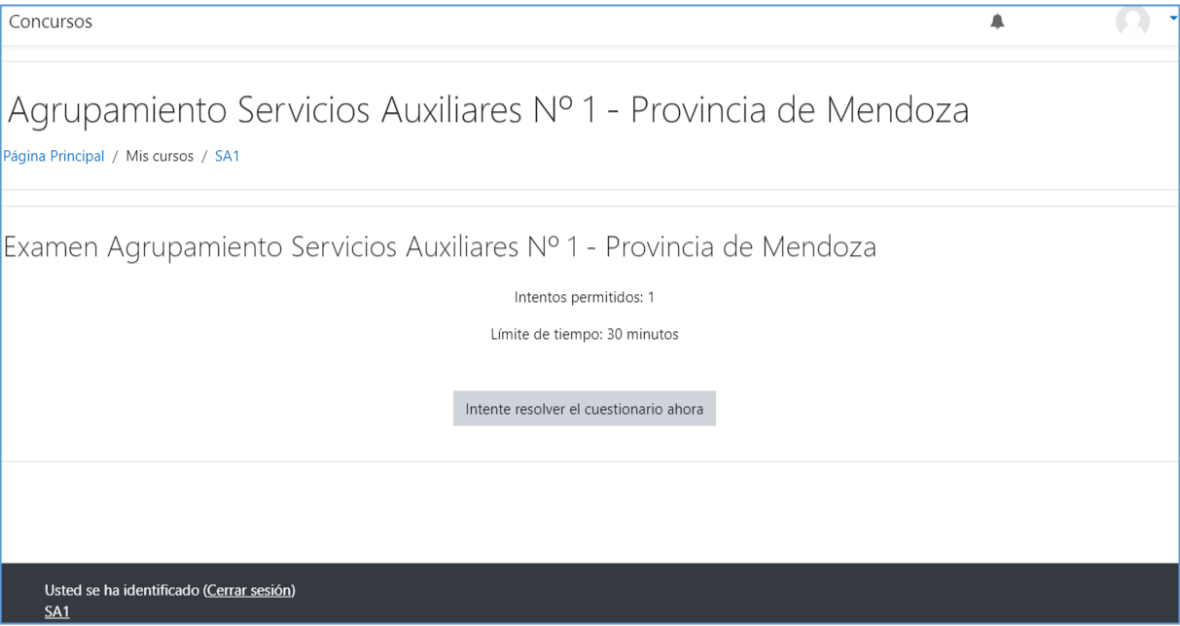 Concursos
Agrupamiento Servicios Auxiliares Nº 1 - Provincia de Mendoza
Página Principal / Mis cursos / SA1
Examen Agrupamiento Servicios Auxiliares Nº 1 - Provincia de Mendoza
Intentos permitidos: 1
Límite de tiempo: 30 minutos
Intente resolver el cuestionario ahora
Usted se ha identificado (Cerrar sesión)
SA1